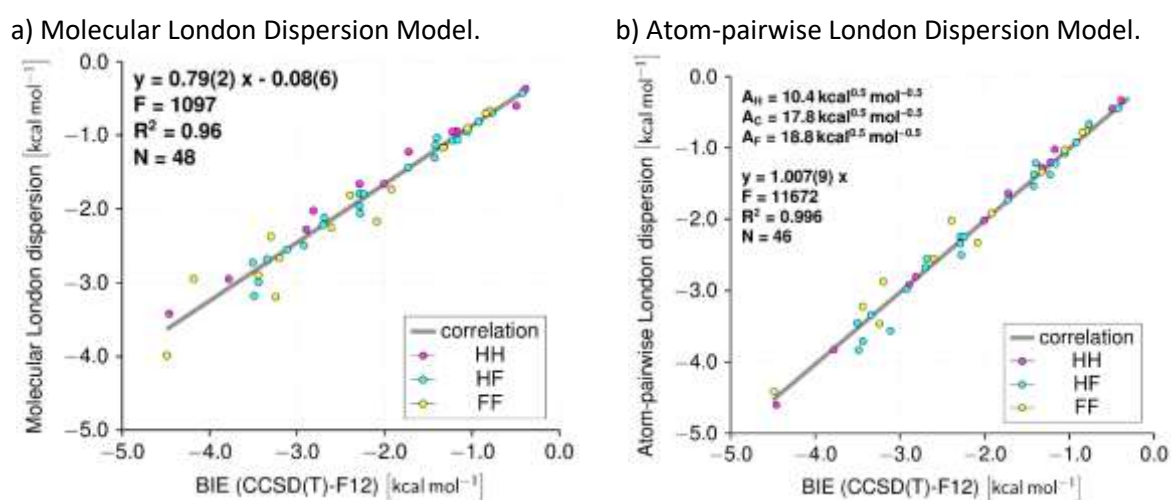 a) Molecular London Dispersion Model.
0.0
−1.0
−2.0
−3.0
−4.0
−5.0
Molecular London dispersion [kcal mol⁻¹]
y = 0.79(2) x - 0.08(6)
F = 1097
R² = 0.96
N = 48
correlation
HH
HF
FF
−5.0 −4.0 −3.0 −2.0 −1.0 0.0
BIE (CCSD(T)-F12) [kcal mol⁻¹]
b) Atom-pairwise London Dispersion Model.
0.0
−1.0
−2.0
−3.0
−4.0
−5.0
Atom-pairwise London dispersion [kcal mol⁻¹]
A_H = 10.4 kcal^0.5 mol^−0.5
A_C = 17.8 kcal^0.5 mol^−0.5
A_F = 18.8 kcal^0.5 mol^−0.5
y = 1.007(9) x
F = 11672
R² = 0.996
N = 46
correlation
HH
HF
FF
−5.0 −4.0 −3.0 −2.0 −1.0 0.0
BIE (CCSD(T)-F12) [kcal mol⁻¹]